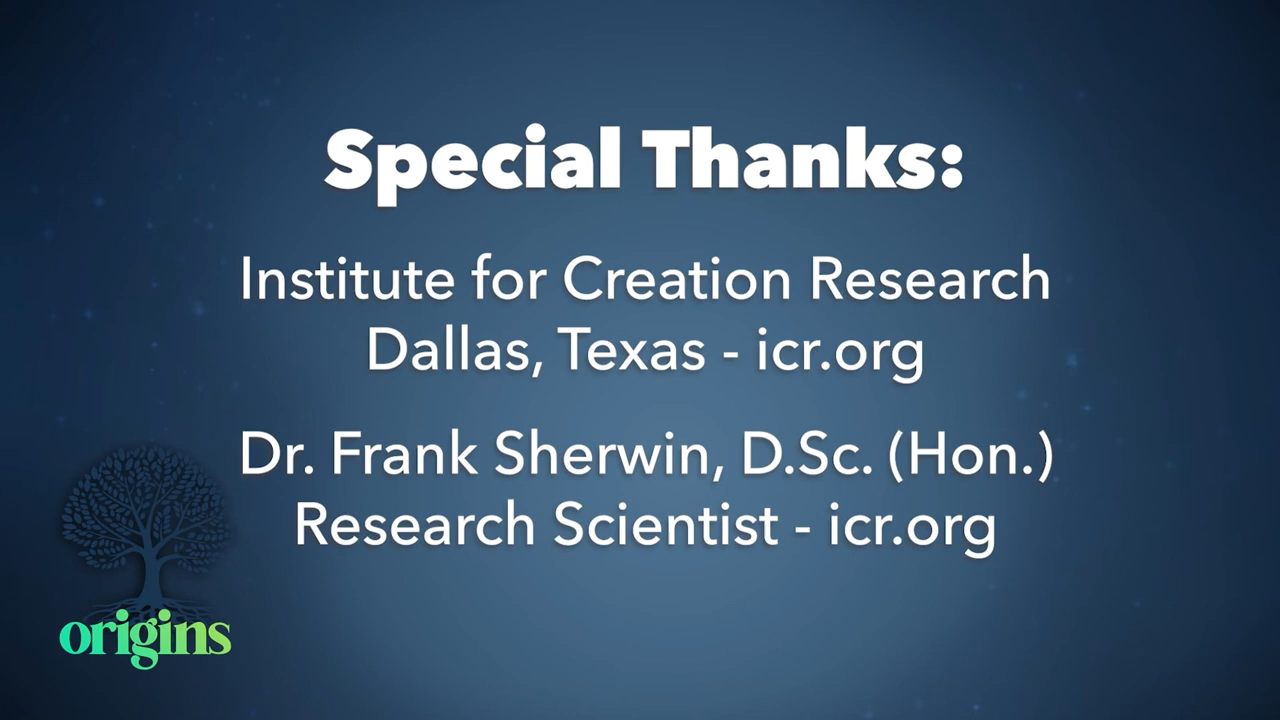 Special Thanks:
Institute for Creation Research
Dallas, Texas - icr.org
Dr. Frank Sherwin, D.Sc. (Hon.)
Research Scientist - icr.org
origins